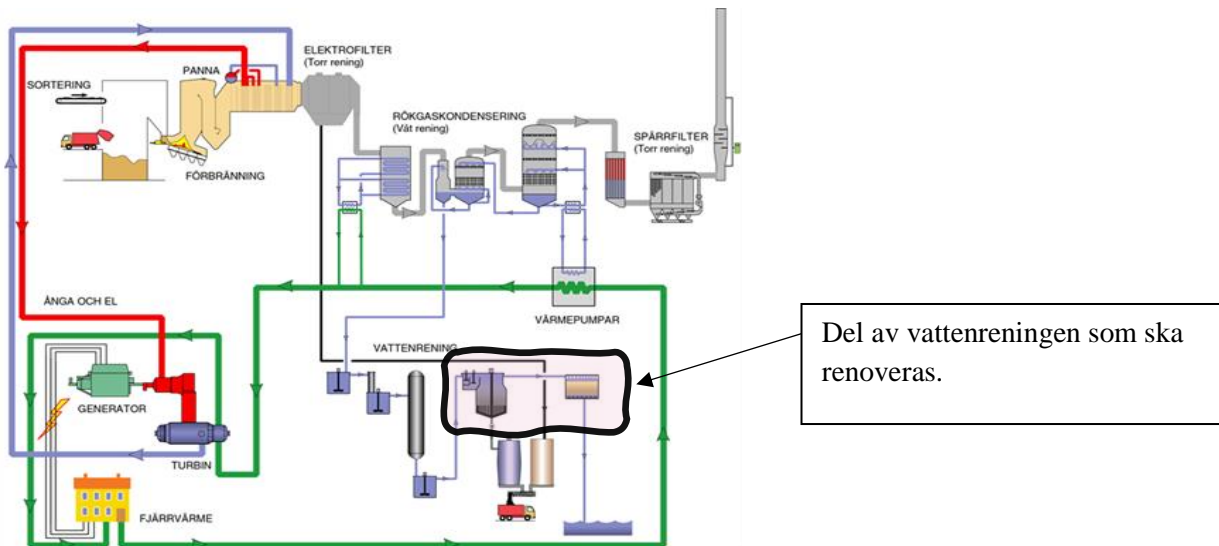 ELEKTROFILTER
(Torr rening)
PANNA
SORTERING
RÖKGASKONDENSERING
(Våt rening)
SPÄRRFILTER
(Torr rening)
FÖRBRÄNNING
ÅNGA OCH EL
VÄRMEPUMPAR
VATTENRENING
Del av vattenreningen som ska
renoveras.
GENERATOR
TURBIN
FJÄRRVÄRME